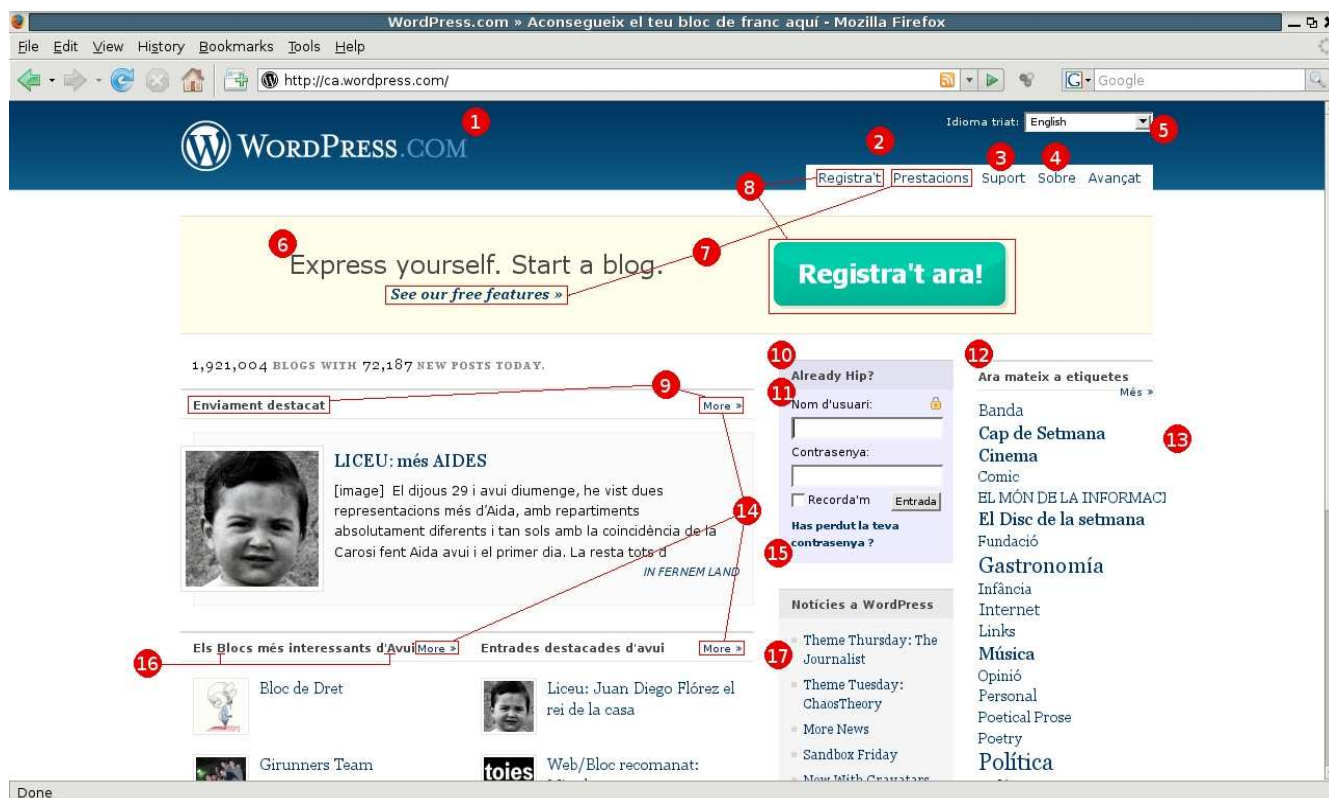 WordPress.com » Aconsegueix el teu bloc de franc aquí - Mozilla Firefox
File Edit View History Bookmarks Tools Help
http://ca.wordpress.com/
G Google
1
WORDPRESS.COM
Idioma triat: English
5
2
3
4
8
Registra't Prestacions Suport Sobre Avançat
6
7
Express yourself. Start a blog.
See our free features »
Registra't ara!
1,921,004 BLOGS WITH 72,187 NEW POSTS TODAY.
9
Enviament destacat
More »
LICEU: més AIDES
[image] El dijous 29 i avui diumenge, he vist dues
representacions més d'Aida, amb repartiments
absolutament diferents i tan sols amb la coincidència de la
Carosi fent Aida avui i el primer dia. La resta tots d
IN FERNEM LAND
14
Els Blocs més interessants d'Avui More »
16
Bloc de Dret
Girunners Team
Entrades destacades d'avui
More »
Liceu: Juan Diego Flórez el
rei de la casa
toies
Web/Bloc recomanat:
10
Already Hip?
11
Nom d'usuari:
Contrasenya:
Recorda'm
Entrada
Has perdut la teva
contrasenya ?
15
Notícies a WordPress
17
Theme Thursday: The
Journalist
Theme Tuesday:
ChaosTheory
More News
Sandbox Friday
Now With Gravatars
12
Ara mateix a etiquetes
Més »
13
Banda
Cap de Setmana
Cinema
Comic
EL MÓN DE LA INFORMACI
El Disc de la setmana
Fundació
Gastronomía
Infància
Internet
Links
Música
Opinió
Personal
Poetical Prose
Poetry
Política
Done